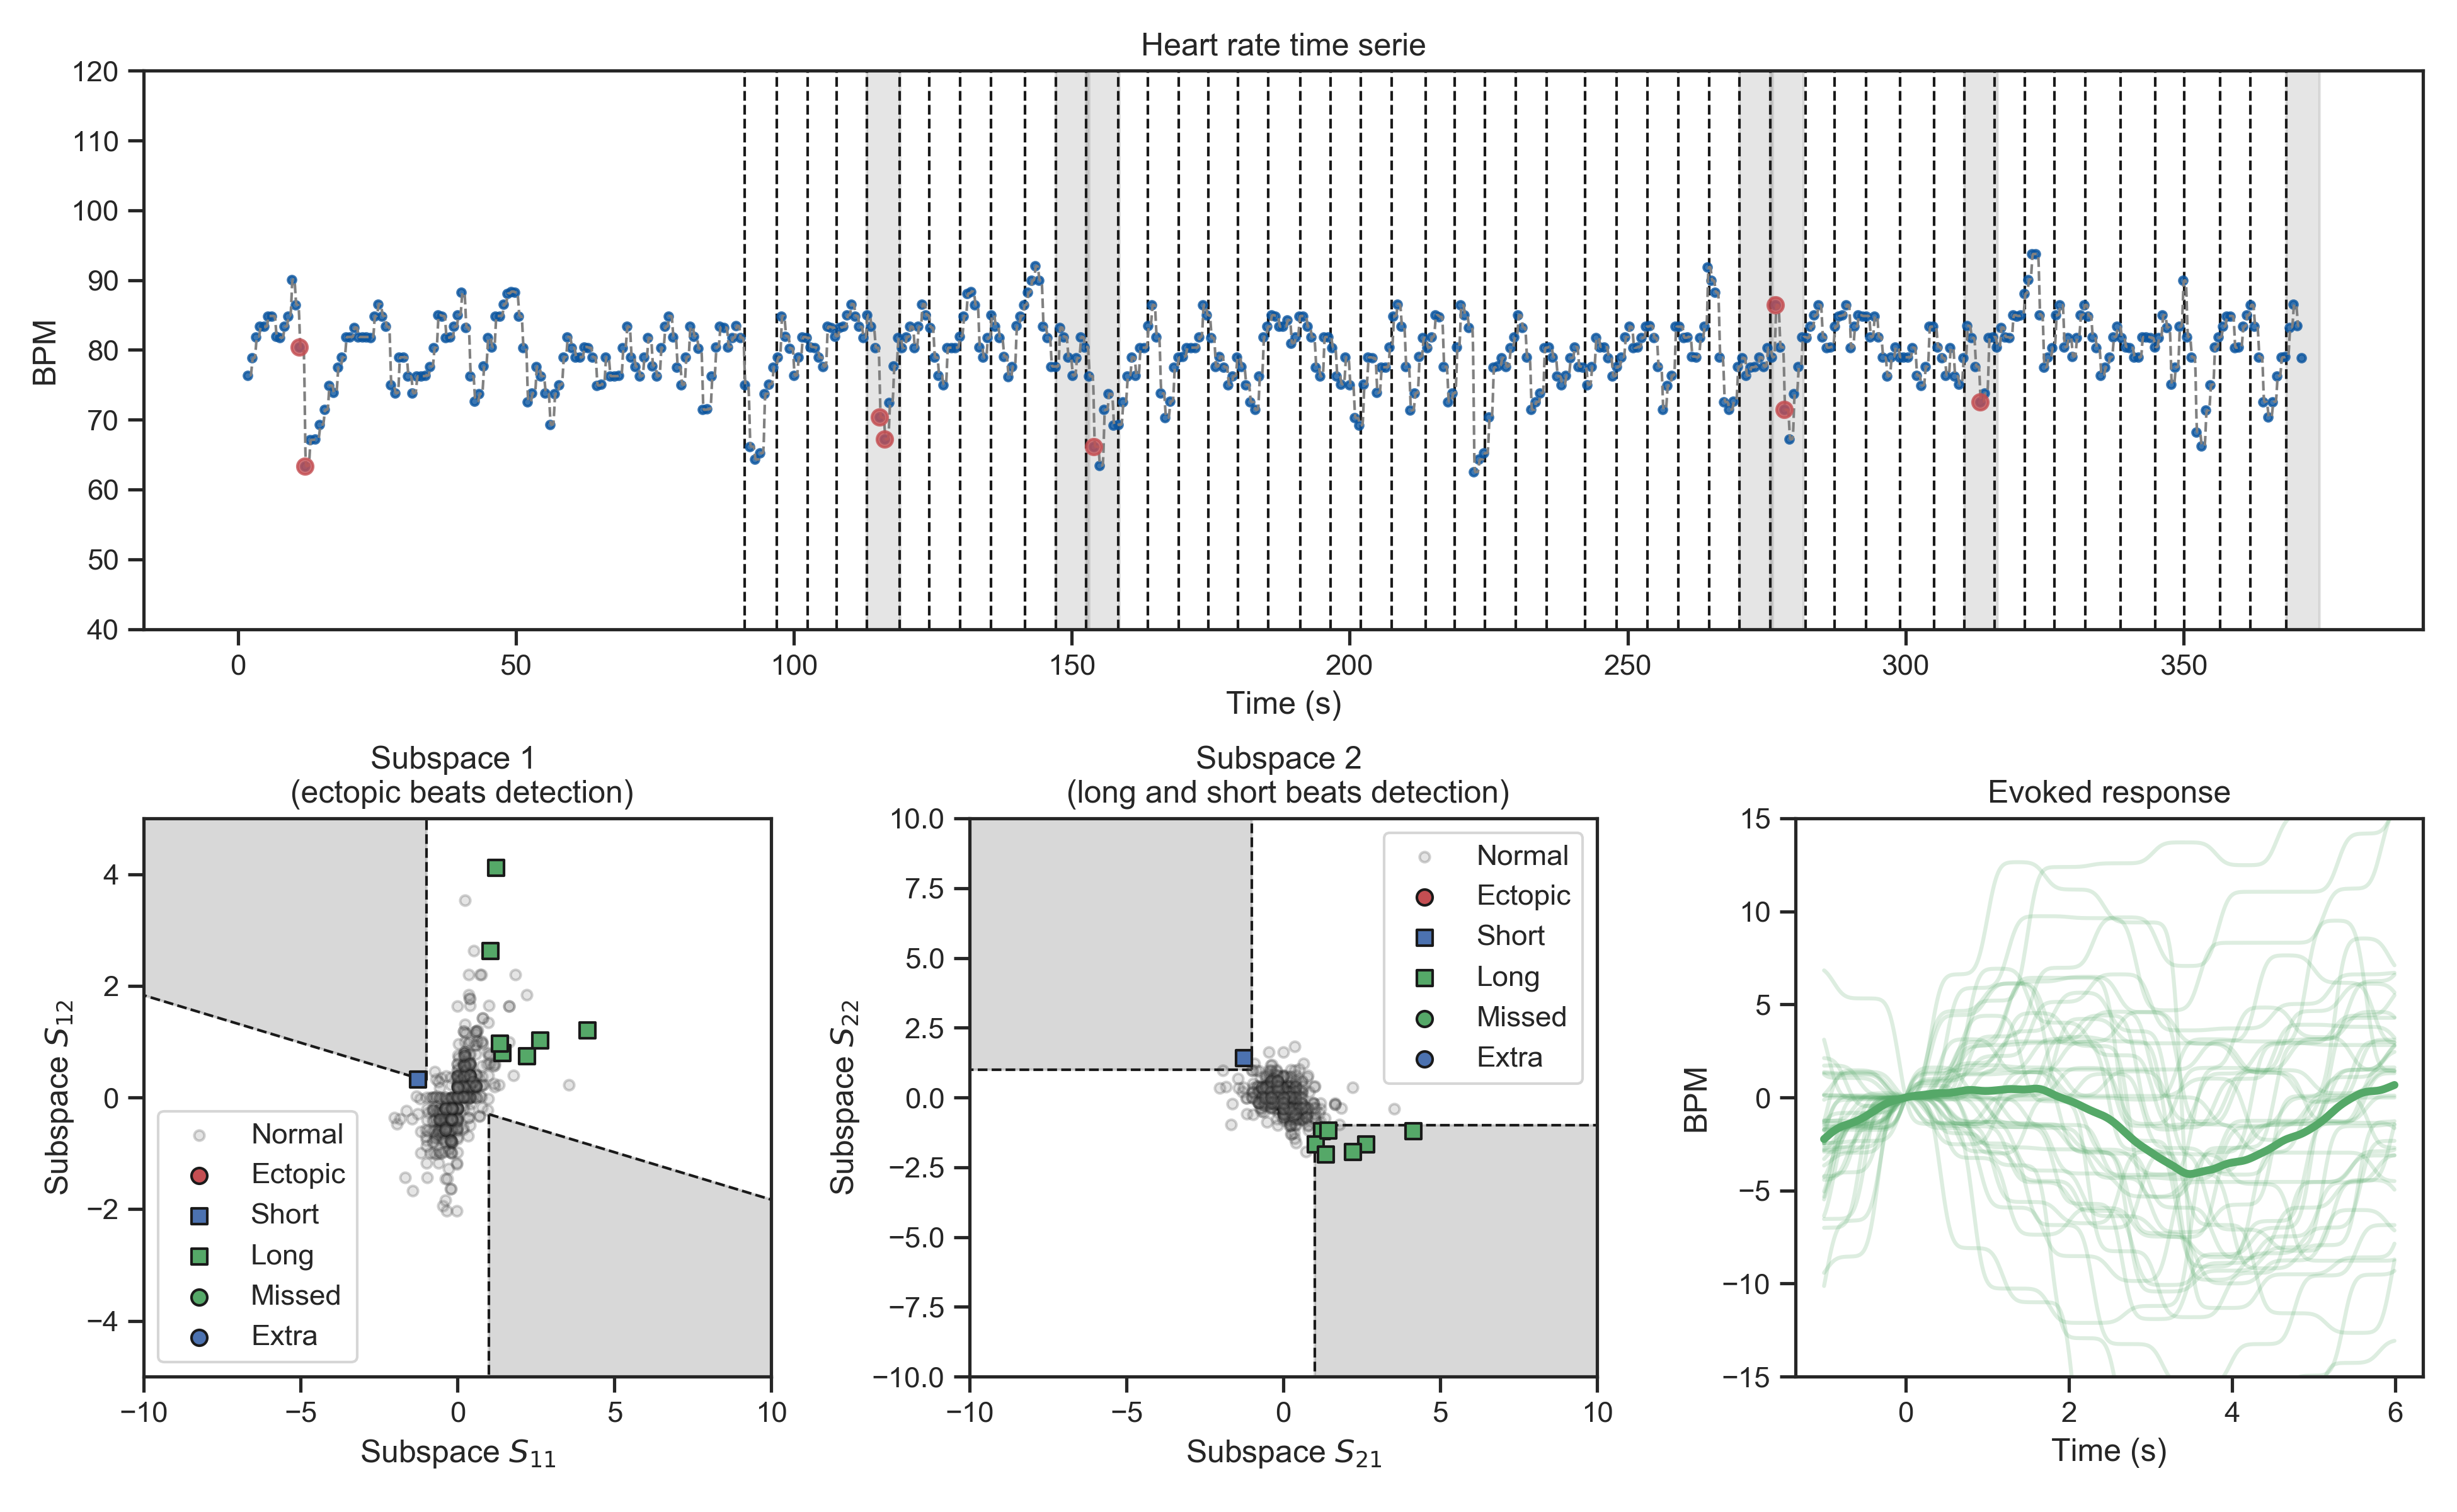 Heart rate time serie
120
110
100
90
80
70
60
50
40
BPM
0 50 100 150 200 250 300 350
Time (s)
Subspace 1
(ectopic beats detection)
4
2
0
−2
−4
Subspace S12
Normal
Ectopic
Short
Long
Missed
Extra
−10 −5 0 5 10
Subspace S11
Subspace 2
(long and short beats detection)
10.0
7.5
5.0
2.5
0.0
−2.5
−5.0
−7.5
−10.0
Subspace S22
Normal
Ectopic
Short
Long
Missed
Extra
−10 −5 0 5 10
Subspace S21
Evoked response
15
10
5
0
−5
−10
−15
BPM
0 2 4 6
Time (s)